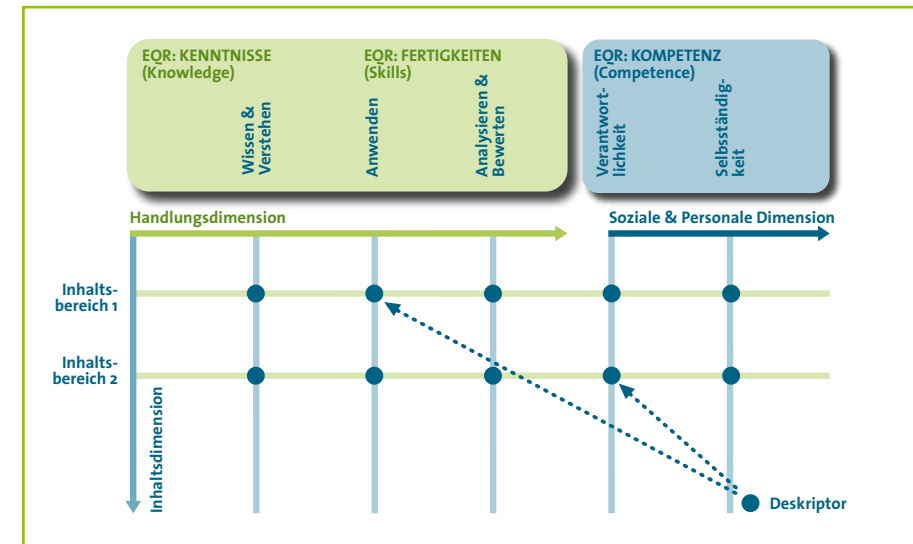 EQR: KENNTNISSE
(Knowledge)
EQR: FERTIGKEITEN
(Skills)
EQR: KOMPETENZ
(Competence)
Wissen &
Verstehen
Anwenden
Analysieren &
Bewerten
Verantwort-
lichkeit
Selbsständig-
keit
Handlungsdimension
Soziale & Personale Dimension
Inhalts-
bereich 1
Inhalts-
bereich 2
Inhaltsdimension
Deskriptor